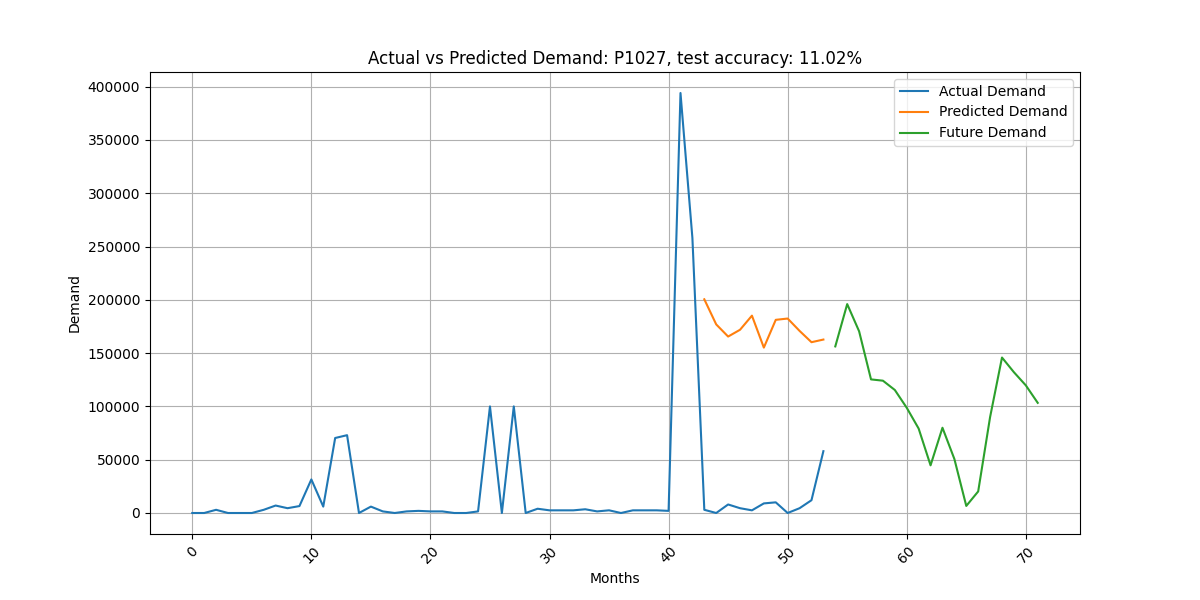 Actual vs Predicted Demand: P1027, test accuracy: 11.02%
Actual Demand
Predicted Demand
Future Demand
400000
350000
300000
250000
200000
150000
100000
50000
0
Demand
0
10
20
30
40
50
60
70
Months